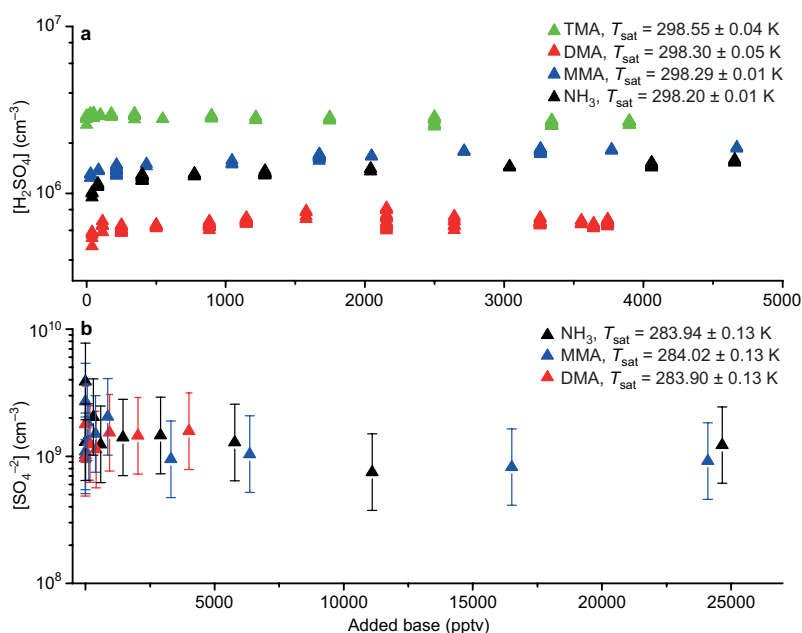 a
TMA, T_sat = 298.55 ± 0.04 K
DMA, T_sat = 298.30 ± 0.05 K
MMA, T_sat = 298.29 ± 0.01 K
NH₃, T_sat = 298.20 ± 0.01 K
[H₂SO₄] (cm⁻³)
10⁷
10⁶
0 1000 2000 3000 4000 5000
b
NH₃, T_sat = 283.94 ± 0.13 K
MMA, T_sat = 284.02 ± 0.13 K
DMA, T_sat = 283.90 ± 0.13 K
[SO₄⁻²] (cm⁻³)
10¹⁰
10⁹
10⁸
0 5000 10000 15000 20000 25000
Added base (pptv)